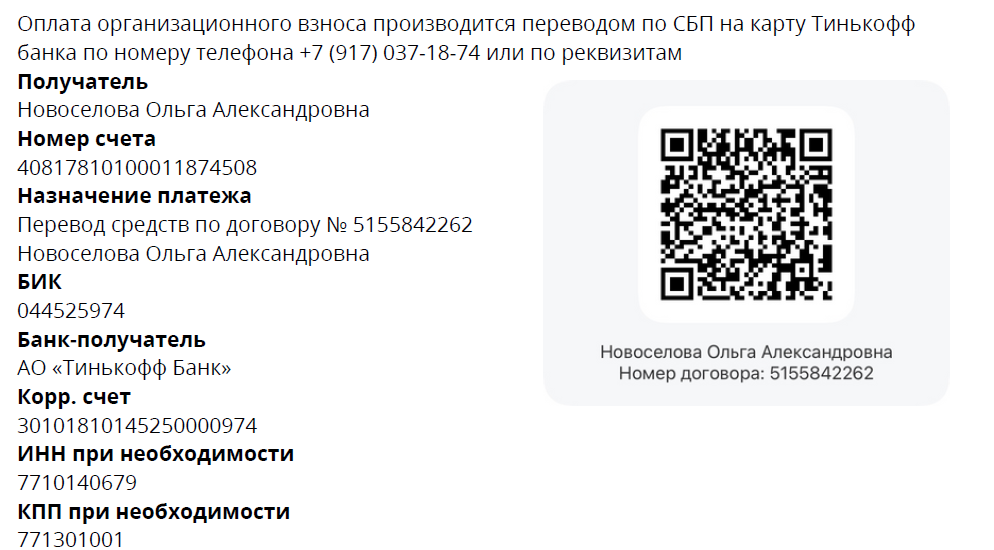 Оплата организационного взноса производится переводом по СБП на карту Тинькофф
банка по номеру телефона +7 (917) 037-18-74 или по реквизитам
Получатель
Новоселова Ольга Александровна
Номер счета
40817810100011874508
Назначение платежа
Перевод средств по договору № 5155842262
Новоселова Ольга Александровна
БИК
044525974
Банк-получатель
АО «Тинькофф Банк»
Корр. счет
30101810145250000974
ИНН при необходимости
7710140679
КПП при необходимости
771301001
Новоселова Ольга Александровна
Номер договора: 5155842262